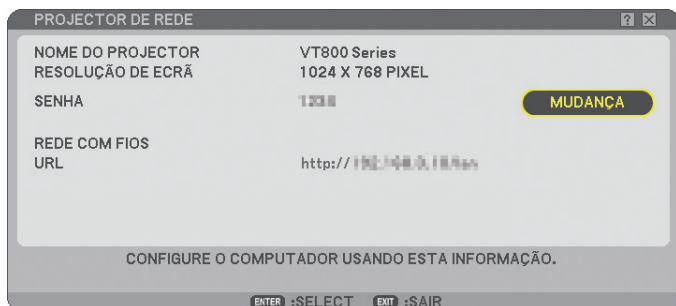 PROJECTOR DE REDE
NOME DO PROJECTOR VT800 Series
RESOLUÇÃO DE ECRÃ 1024 X 768 PIXEL
SENHA MUDANÇA
REDE COM FIOS
URL http://
CONFIGURE O COMPUTADOR USANDO ESTA INFORMAÇÃO.
ENTER :SELECT EXIT :SAIR